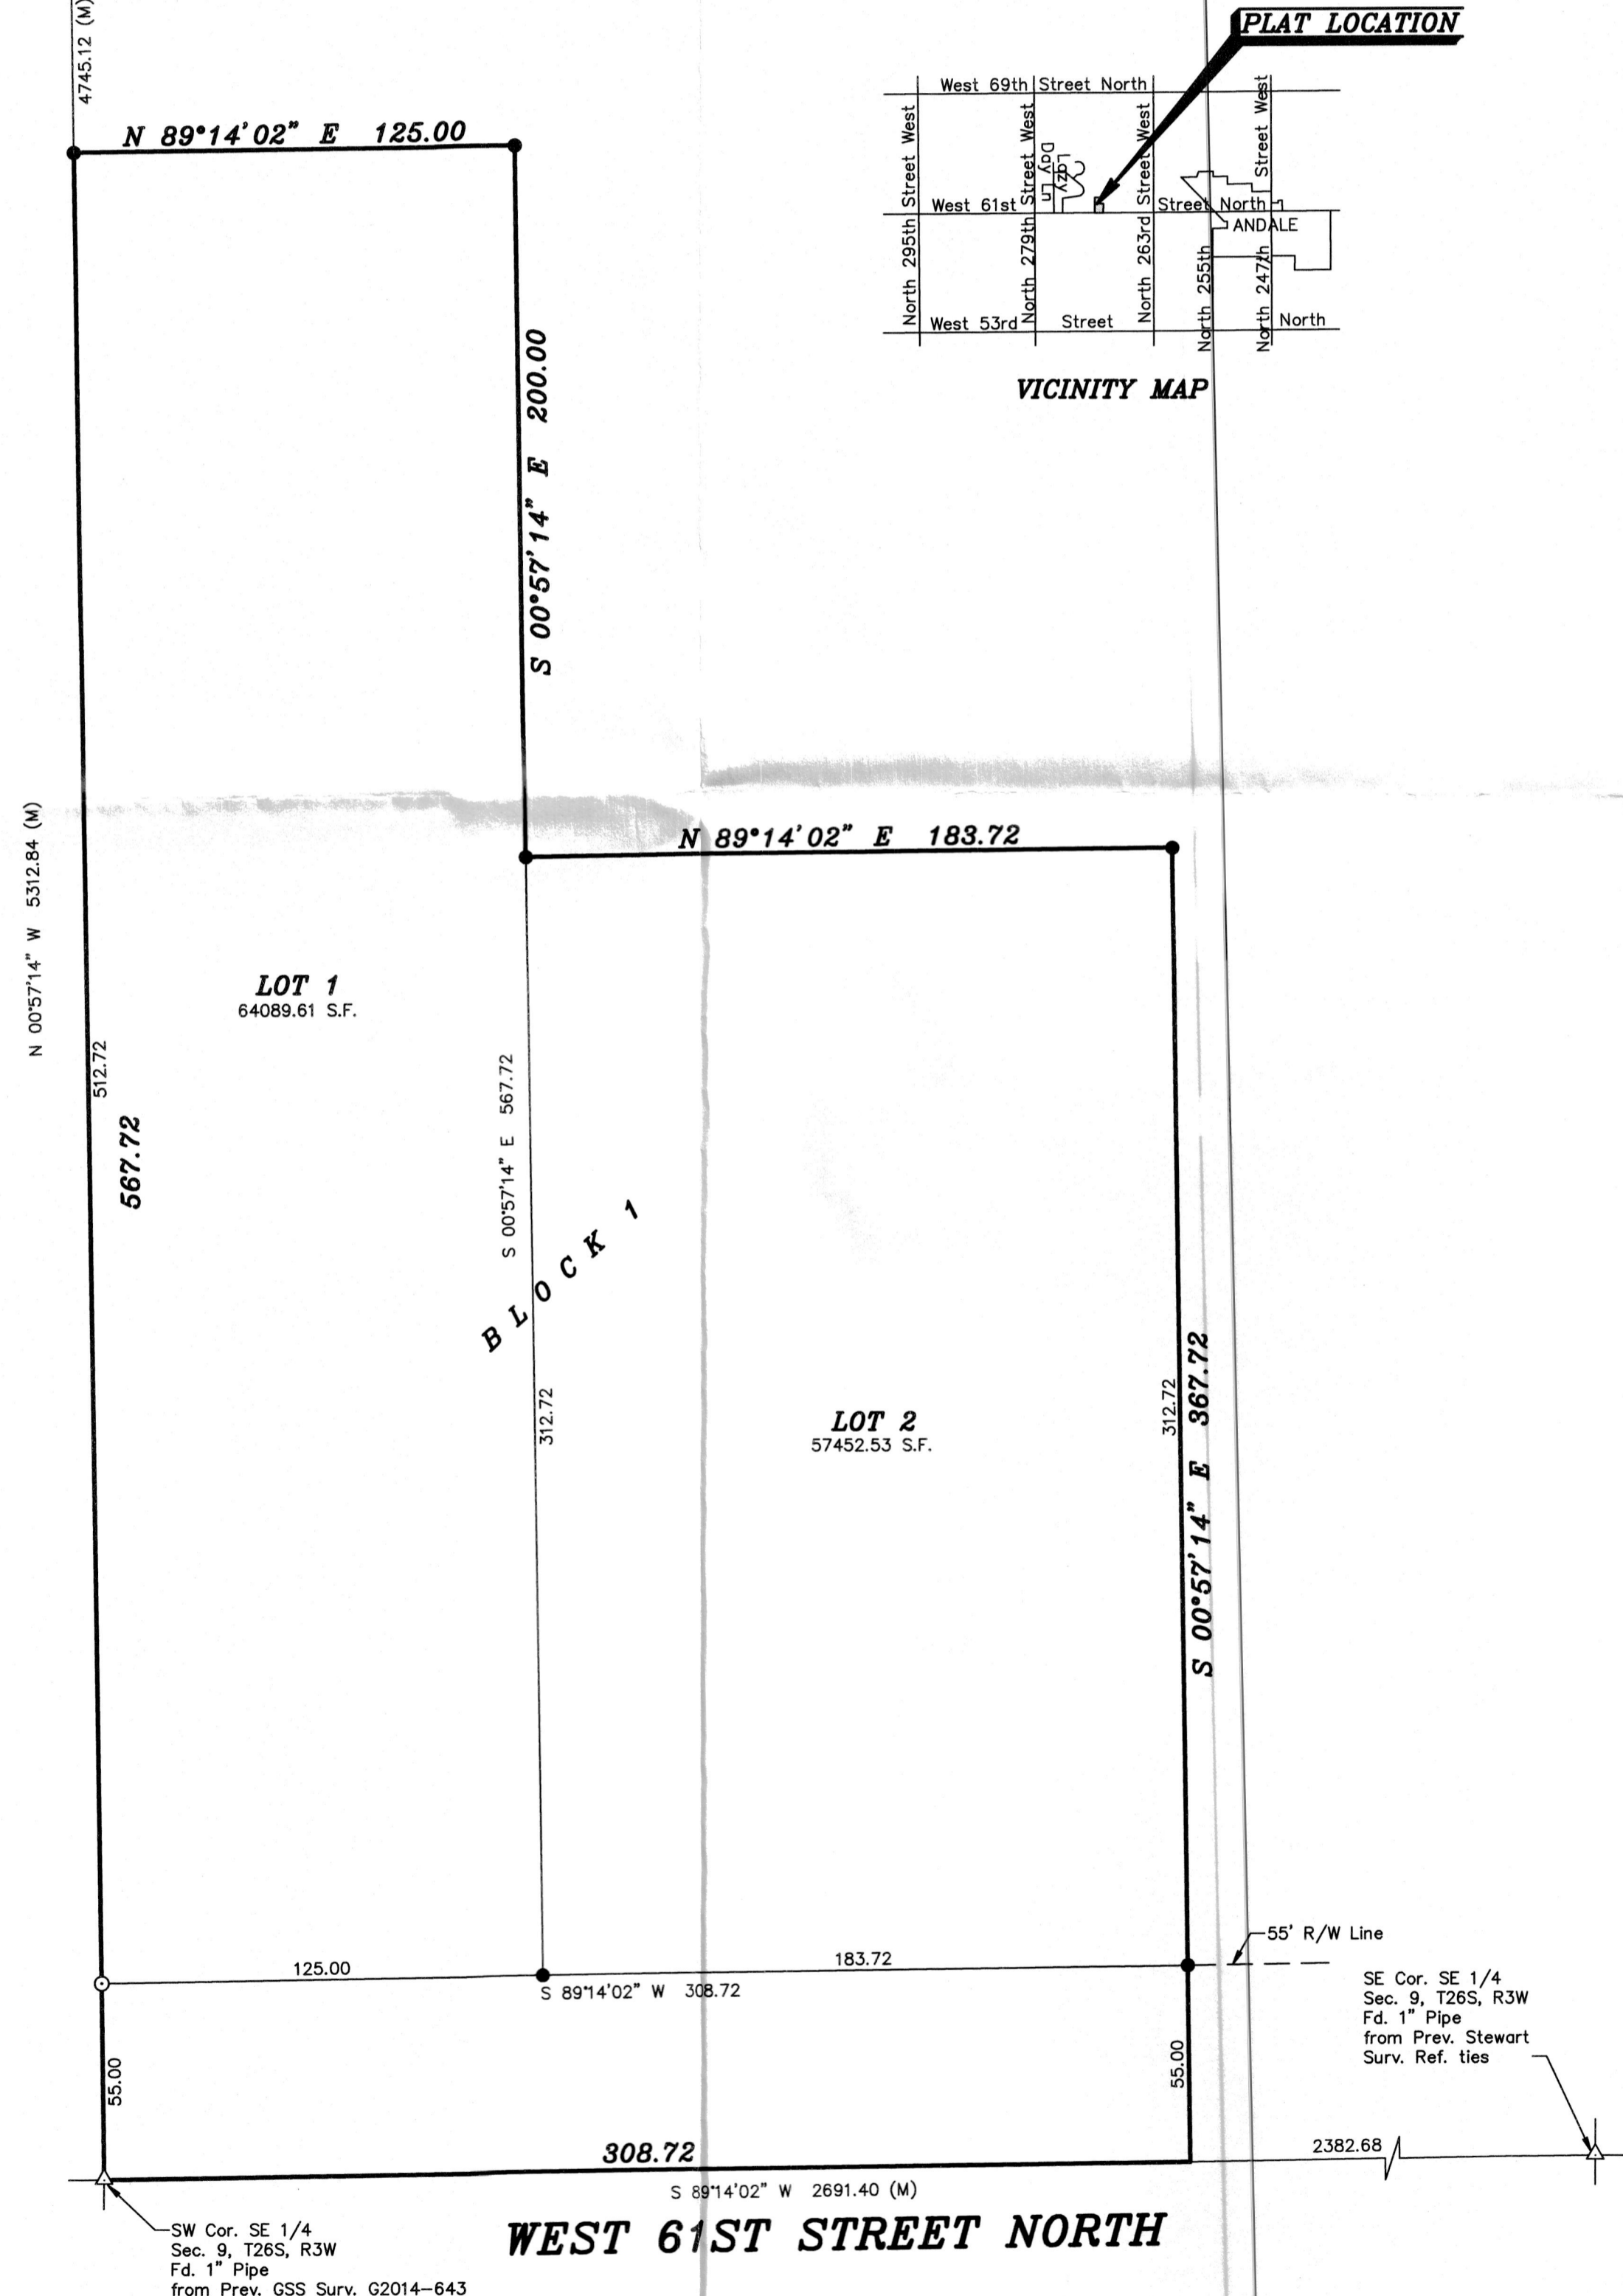 4745.12 (M)
PLAT LOCATION
N 89°14'02" E 125.00
West 69th Street North
North 295th Street West
North 279th Street West
North 263rd Street West
North 255th
North 247th Street West
Lazy
Day Ln
West 61st Street North
ANDALE
West 53rd Street North
VICINITY MAP
S 00°57'14" E 200.00
N 89°14'02" E 183.72
N 00°57'14" W 5312.84 (M)
LOT 1
64089.61 S.F.
512.72
567.72
S 00°57'14" E 567.72
BLOCK 1
312.72
LOT 2
57452.53 S.F.
312.72
S 00°57'14" E 367.72
55' R/W Line
125.00
183.72
S 89°14'02" W 308.72
SE Cor. SE 1/4
Sec. 9, T26S, R3W
Fd. 1" Pipe
from Prev. Stewart
Surv. Ref. ties
55.00
55.00
308.72
2382.68
S 89°14'02" W 2691.40 (M)
WEST 61ST STREET NORTH
SW Cor. SE 1/4
Sec. 9, T26S, R3W
Fd. 1" Pipe
from Prev. GSS Surv. G2014-643